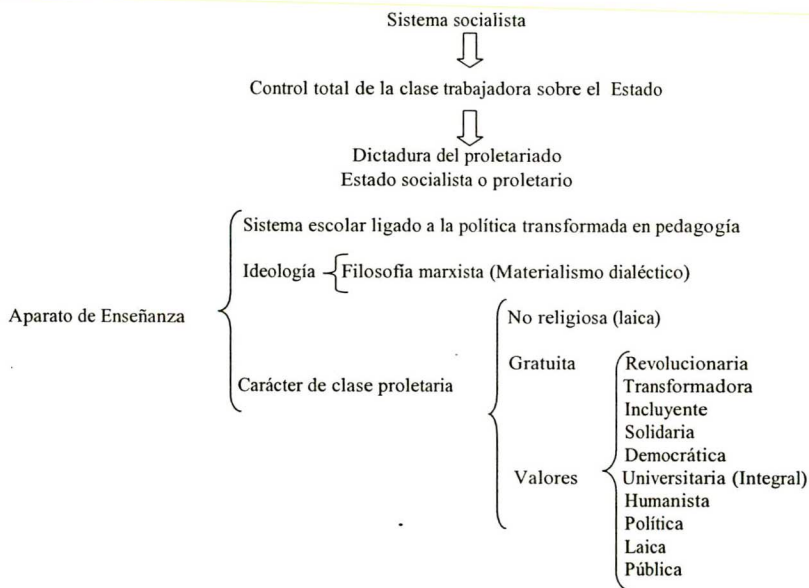 Sistema socialista
Control total de la clase trabajadora sobre el Estado
Dictadura del proletariado
Estado socialista o proletario
Sistema escolar ligado a la política transformada en pedagogía
Ideología
Filosofía marxista (Materialismo dialéctico)
Aparato de Enseñanza
Carácter de clase proletaria
No religiosa (laica)
Gratuita
Valores
Revolucionaria
Transformadora
Incluyente
Solidaria
Democrática
Universitaria (Integral)
Humanista
Política
Laica
Pública